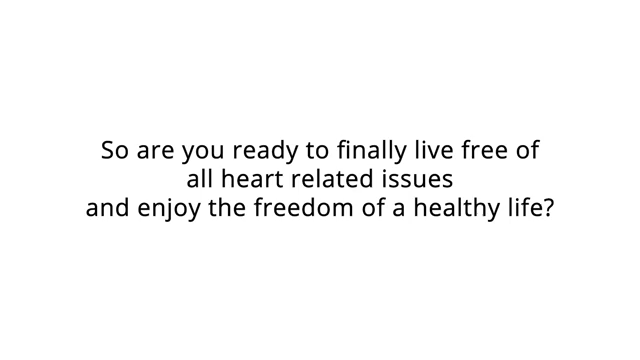 So are you ready to finally live free of
all heart related issues
and enjoy the freedom of a healthy life?